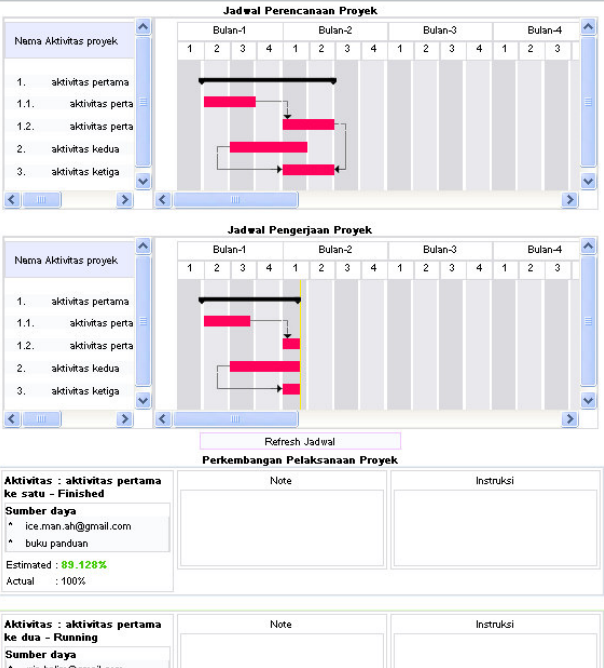 Jadwal Perencanaan Proyek
Nama Aktivitas proyek
Bulan-1 Bulan-2 Bulan-3 Bulan-4
1 2 3 4 1 2 3 4 1 2 3 4 1 2 3
1. aktivitas pertama
1.1. aktivitas perta
1.2. aktivitas perta
2. aktivitas kedua
3. aktivitas ketiga
Jadwal Pengerjaan Proyek
Nama Aktivitas proyek
Bulan-1 Bulan-2 Bulan-3 Bulan-4
1 2 3 4 1 2 3 4 1 2 3 4 1 2 3
1. aktivitas pertama
1.1. aktivitas perta
1.2. aktivitas perta
2. aktivitas kedua
3. aktivitas ketiga
Refresh Jadwal
Perkembangan Pelaksanaan Proyek
Aktivitas : aktivitas pertama
ke satu - Finished
Sumber daya
* ice.man.ah@gmail.com
* buku panduan
Estimated : 89.128%
Actual : 100%
Note
Instruksi
Aktivitas : aktivitas pertama
ke dua - Running
Sumber daya
Note
Instruksi